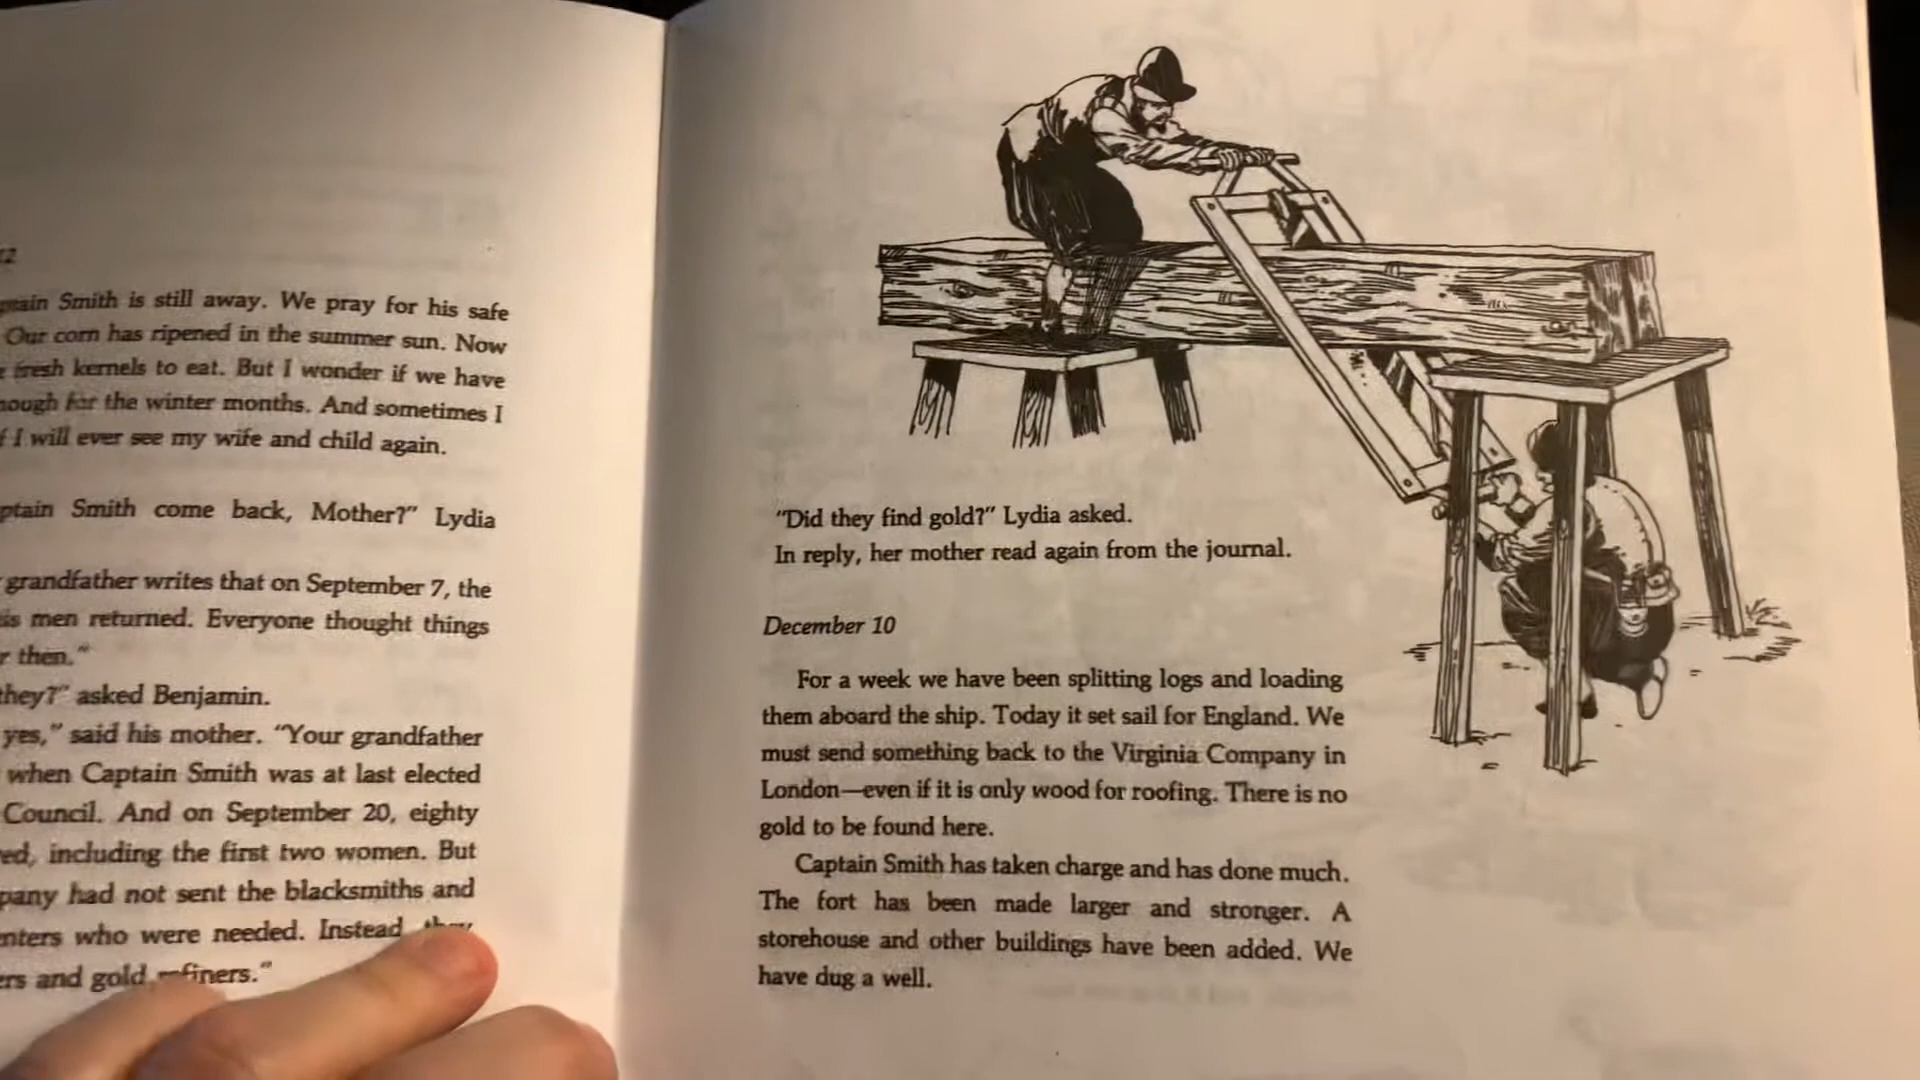 Smith is still away. We pray for his safe
Our corn has ripened in the summer sun. Now
fresh kernels to eat. But I wonder if we have
for the winter months. And sometimes I
I will ever see my wife and child again.
Smith come back, Mother?" Lydia
grandfather writes that on September 7, the
men returned. Everyone thought things
then."
they?" asked Benjamin.
yes," said his mother. "Your grandfather
when Captain Smith was at last elected
Council. And on September 20, eighty
including the first two women. But
had not sent the blacksmiths and
who were needed. Instead they
and gold refiners."
"Did they find gold?" Lydia asked.
In reply, her mother read again from the journal.
December 10
For a week we have been splitting logs and loading
them aboard the ship. Today it set sail for England. We
must send something back to the Virginia Company in
London—even if it is only wood for roofing. There is no
gold to be found here.
Captain Smith has taken charge and has done much.
The fort has been made larger and stronger. A
storehouse and other buildings have been added. We
have dug a well.